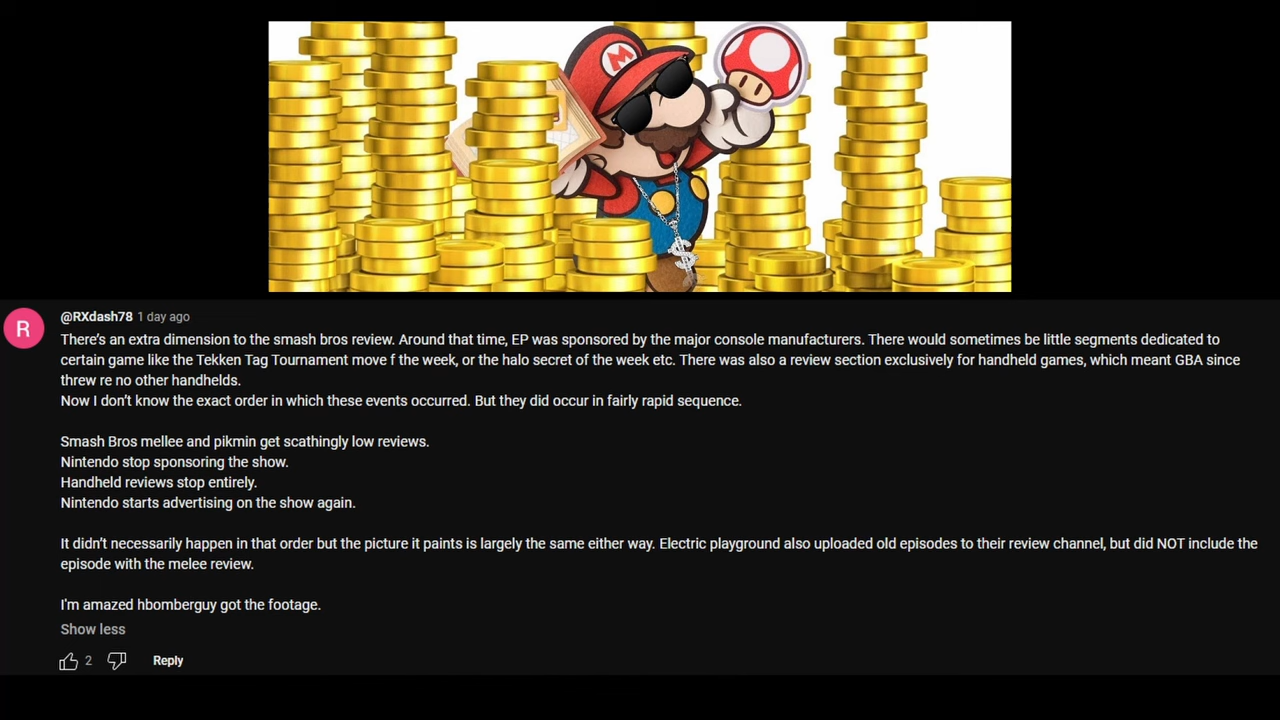 M
R
@RXdash78 1 day ago
There's an extra dimension to the smash bros review. Around that time, EP was sponsored by the major console manufacturers. There would sometimes be little segments dedicated to
certain game like the Tekken Tag Tournament move f the week, or the halo secret of the week etc. There was also a review section exclusively for handheld games, which meant GBA since
threw re no other handhelds.
Now I don't know the exact order in which these events occurred. But they did occur in fairly rapid sequence.
Smash Bros mellee and pikmin get scathingly low reviews.
Nintendo stop sponsoring the show.
Handheld reviews stop entirely.
Nintendo starts advertising on the show again.
It didn't necessarily happen in that order but the picture it paints is largely the same either way. Electric playground also uploaded old episodes to their review channel, but did NOT include the
episode with the melee review.
I'm amazed hbomberguy got the footage.
Show less
2 Reply